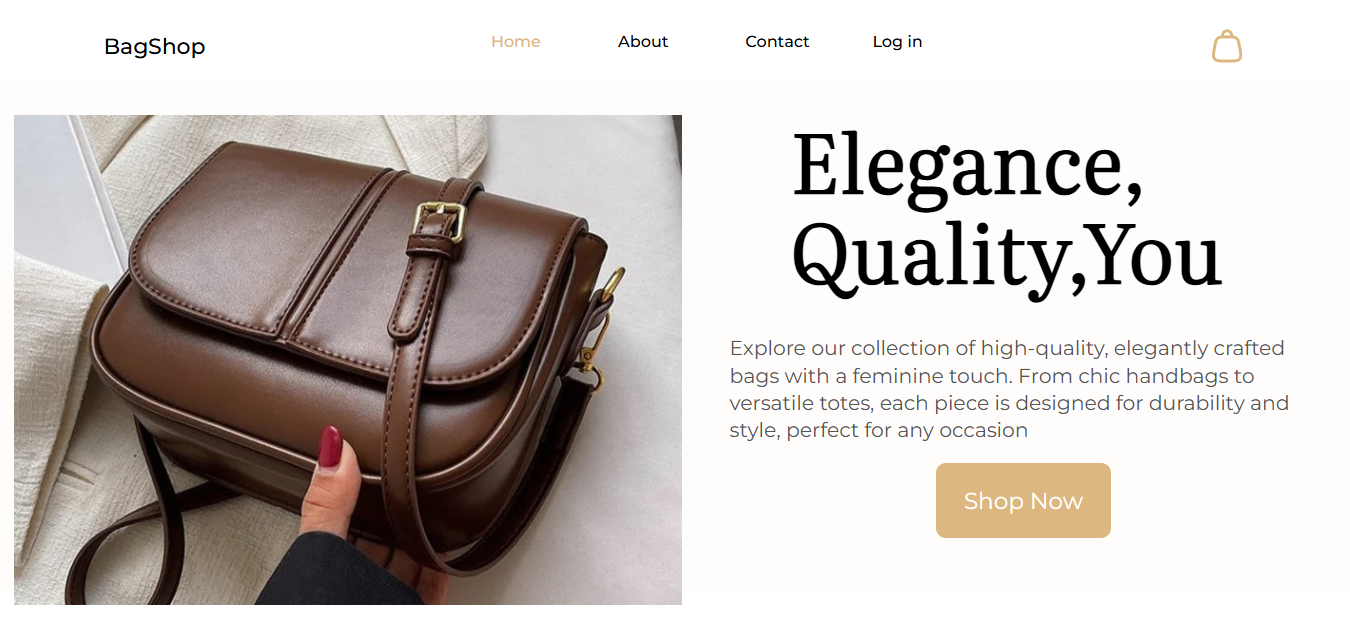 BagShop
Home
About
Contact
Log in
Elegance,
Quality,You
Explore our collection of high-quality, elegantly crafted
bags with a feminine touch. From chic handbags to
versatile totes, each piece is designed for durability and
style, perfect for any occasion
Shop Now